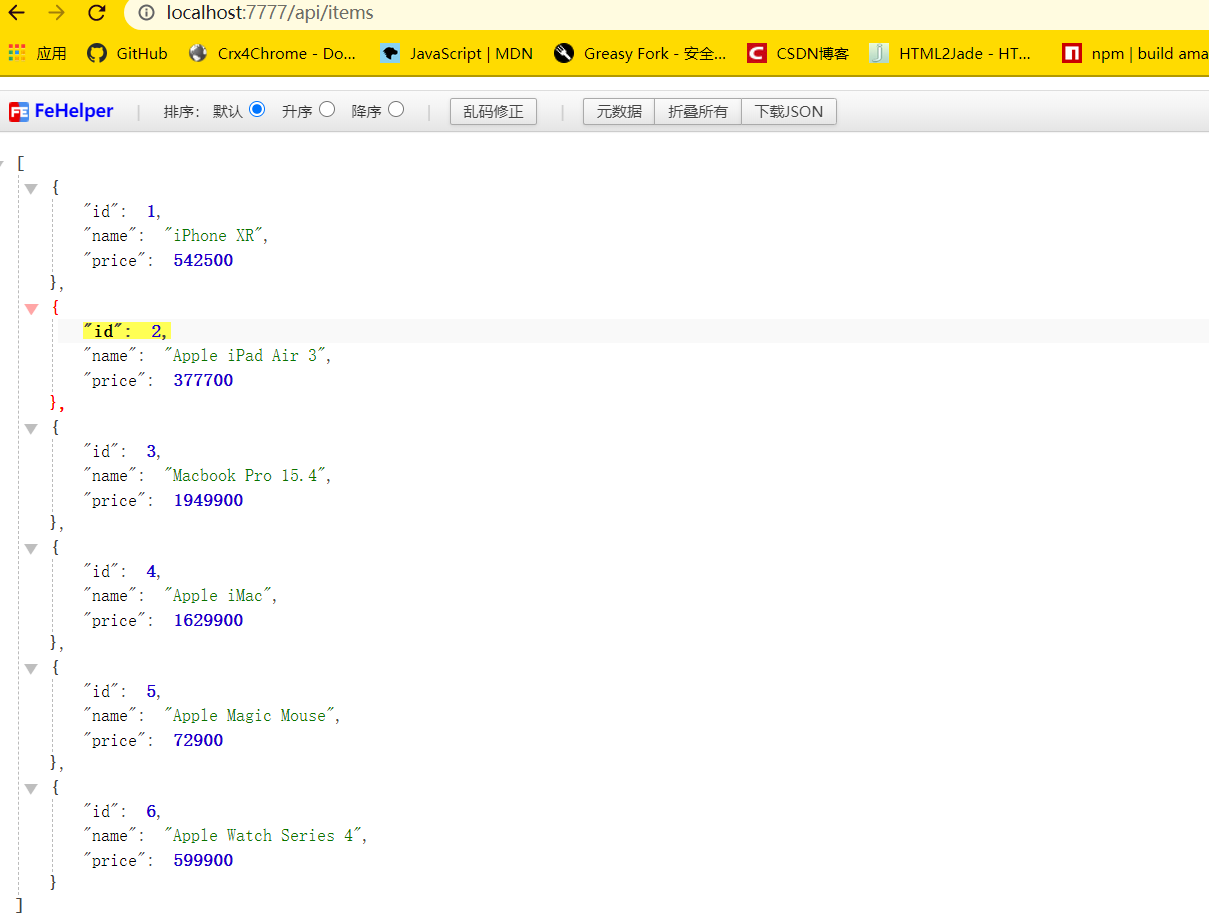 localhost:7777/api/items
应用 GitHub Crx4Chrome - Do... JavaScript | MDN Greasy Fork - 安全... CSDN博客 HTML2Jade - HT... npm | build ama
FeHelper | 排序: 默认 升序 降序 | 乱码修正 | 元数据 折叠所有 下载JSON
[
{
"id": 1,
"name": "iPhone XR",
"price": 542500
},
{
"id": 2,
"name": "Apple iPad Air 3",
"price": 377700
},
{
"id": 3,
"name": "Macbook Pro 15.4",
"price": 1949900
},
{
"id": 4,
"name": "Apple iMac",
"price": 1629900
},
{
"id": 5,
"name": "Apple Magic Mouse",
"price": 72900
},
{
"id": 6,
"name": "Apple Watch Series 4",
"price": 599900
}
]